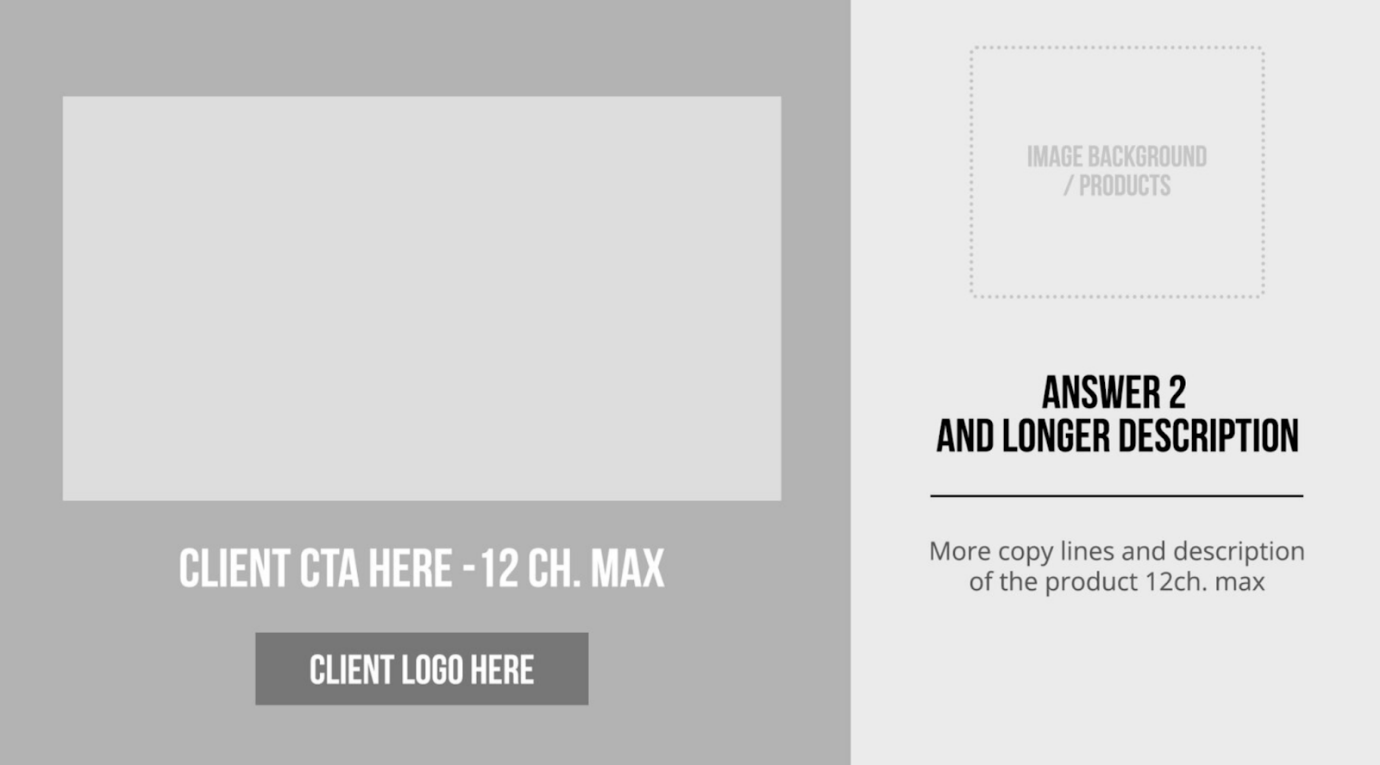 CLIENT CTA HERE -12 CH. MAX
CLIENT LOGO HERE
IMAGE BACKGROUND
/ PRODUCTS
ANSWER 2
AND LONGER DESCRIPTION
More copy lines and description
of the product 12ch. max